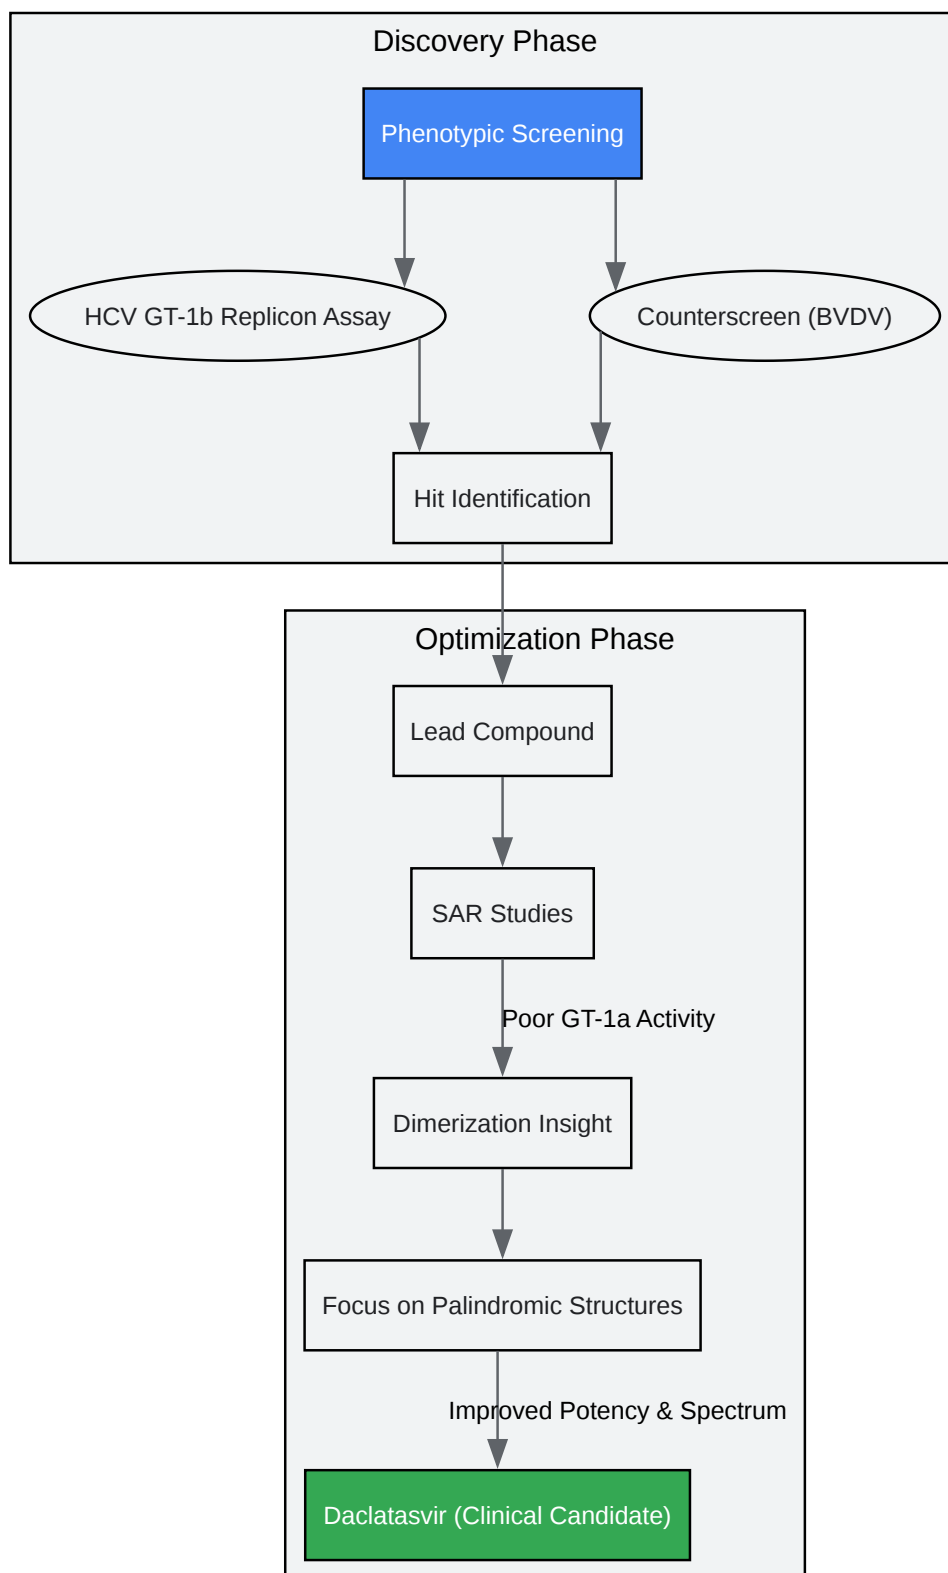 Discovery Phase
Phenotypic Screening
HCV GT-1b Replicon Assay
Counterscreen (BVDV)
Hit Identification
Optimization Phase
Lead Compound
SAR Studies
Poor GT-1a Activity
Dimerization Insight
Focus on Palindromic Structures
Improved Potency & Spectrum
Daclatasvir (Clinical Candidate)